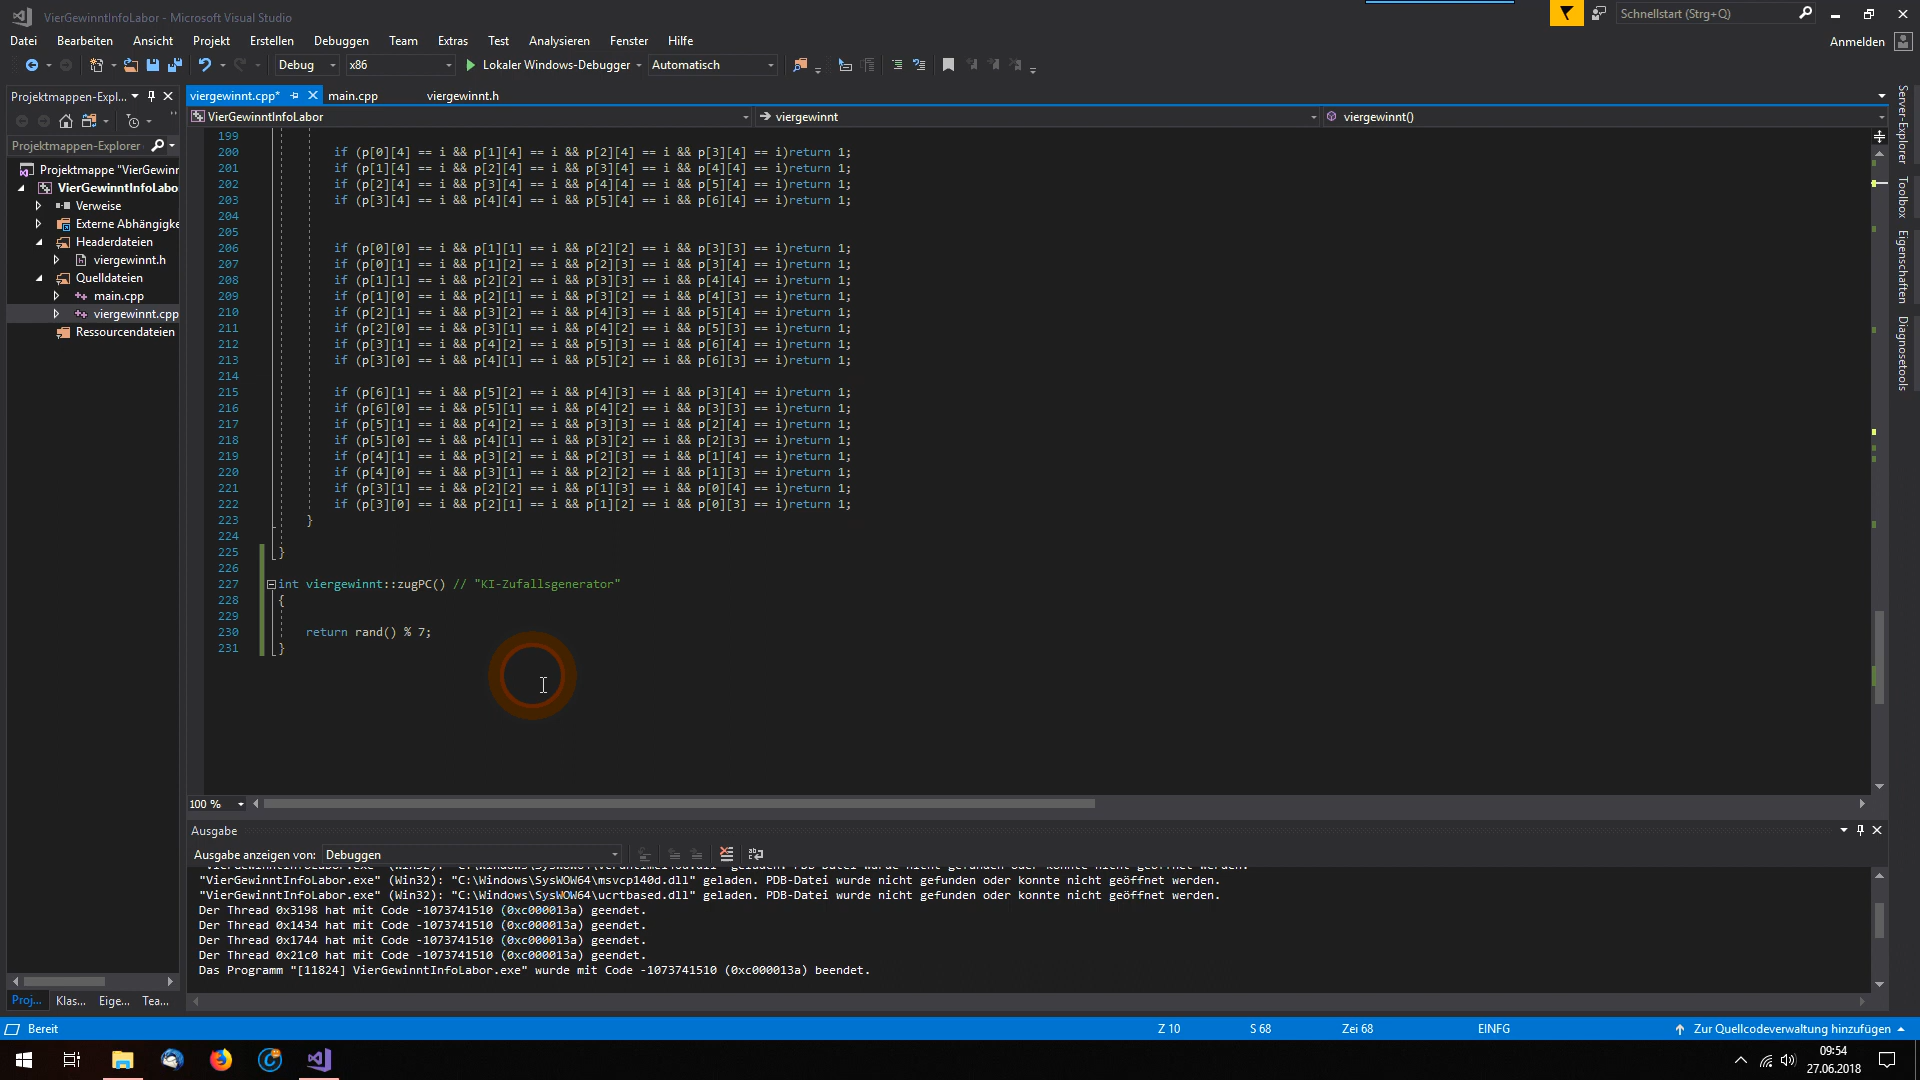 VierGewinntInfoLabor - Microsoft Visual Studio
Schnellstart (Strg+Q)
Datei Bearbeiten Ansicht Projekt Erstellen Debuggen Team Extras Test Analysieren Fenster Hilfe
Anmelden
Debug x86 Lokaler Windows-Debugger Automatisch
Projektmappen-Expl...
viergewinnt.cpp* main.cpp viergewinnt.h
VierGewinntInfoLabor viergewinnt viergewinnt()
Projektmappen-Explorer
Projektmappe "VierGewinn
VierGewinntInfoLabo
Verweise
Externe Abhängigke
Headerdateien
viergewinnt.h
Quelldateien
main.cpp
viergewinnt.cpp
Ressourcendateien
199
200 if (p[0][4] == i && p[1][4] == i && p[2][4] == i && p[3][4] == i)return 1;
201 if (p[1][4] == i && p[2][4] == i && p[3][4] == i && p[4][4] == i)return 1;
202 if (p[2][4] == i && p[3][4] == i && p[4][4] == i && p[5][4] == i)return 1;
203 if (p[3][4] == i && p[4][4] == i && p[5][4] == i && p[6][4] == i)return 1;
204
205
206 if (p[0][0] == i && p[1][1] == i && p[2][2] == i && p[3][3] == i)return 1;
207 if (p[0][1] == i && p[1][2] == i && p[2][3] == i && p[3][4] == i)return 1;
208 if (p[1][1] == i && p[2][2] == i && p[3][3] == i && p[4][4] == i)return 1;
209 if (p[1][0] == i && p[2][1] == i && p[3][2] == i && p[4][3] == i)return 1;
210 if (p[2][1] == i && p[3][2] == i && p[4][3] == i && p[5][4] == i)return 1;
211 if (p[2][0] == i && p[3][1] == i && p[4][2] == i && p[5][3] == i)return 1;
212 if (p[3][1] == i && p[4][2] == i && p[5][3] == i && p[6][4] == i)return 1;
213 if (p[3][0] == i && p[4][1] == i && p[5][2] == i && p[6][3] == i)return 1;
214
215 if (p[6][1] == i && p[5][2] == i && p[4][3] == i && p[3][4] == i)return 1;
216 if (p[6][0] == i && p[5][1] == i && p[4][2] == i && p[3][3] == i)return 1;
217 if (p[5][1] == i && p[4][2] == i && p[3][3] == i && p[2][4] == i)return 1;
218 if (p[5][0] == i && p[4][1] == i && p[3][2] == i && p[2][3] == i)return 1;
219 if (p[4][1] == i && p[3][2] == i && p[2][3] == i && p[1][4] == i)return 1;
220 if (p[4][0] == i && p[3][1] == i && p[2][2] == i && p[1][3] == i)return 1;
221 if (p[3][1] == i && p[2][2] == i && p[1][3] == i && p[0][4] == i)return 1;
222 if (p[3][0] == i && p[2][1] == i && p[1][2] == i && p[0][3] == i)return 1;
223 }
224
225 }
226
227 int viergewinnt::zugPC() // "KI-Zufallsgenerator"
228 {
229
230 return rand() % 7;
231 }
100 %
Server-Explorer
Toolbox
Eigenschaften
Diagnosetools
Ausgabe
Ausgabe anzeigen von: Debuggen
"VierGewinntInfoLabor.exe" (Win32): "C:\Windows\SysWOW64\msvcp140d.dll" geladen. PDB-Datei wurde nicht gefunden oder konnte nicht geöffnet werden.
"VierGewinntInfoLabor.exe" (Win32): "C:\Windows\SysWOW64\ucrtbased.dll" geladen. PDB-Datei wurde nicht gefunden oder konnte nicht geöffnet werden.
Der Thread 0x3198 hat mit Code -1073741510 (0xc000013a) geendet.
Der Thread 0x1434 hat mit Code -1073741510 (0xc000013a) geendet.
Der Thread 0x1744 hat mit Code -1073741510 (0xc000013a) geendet.
Der Thread 0x21c0 hat mit Code -1073741510 (0xc000013a) geendet.
Das Programm "[11824] VierGewinntInfoLabor.exe" wurde mit Code -1073741510 (0xc000013a) beendet.
Proj... Klas... Eige... Tea...
Bereit Z 10 S 68 Zei 68 EINFG Zur Quellcodeverwaltung hinzufügen
09:54
27.06.2018